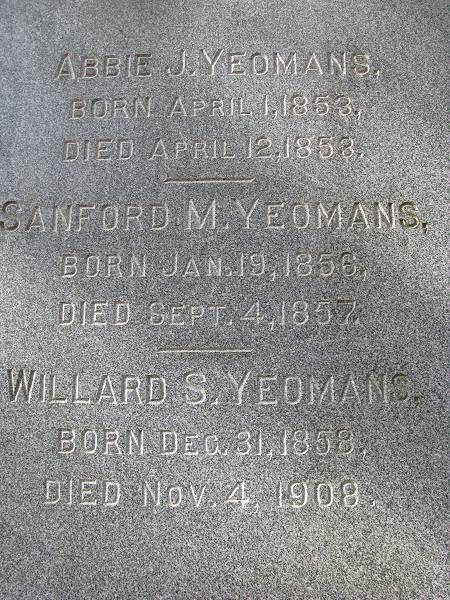 ABBIE J. YEOMANS,
BORN APRIL 1, 1853,
DIED APRIL 12, 1853.
SANFORD M. YEOMANS,
BORN JAN. 19, 1856,
DIED SEPT. 4, 1857.
WILLARD S. YEOMANS,
BORN DEC. 31, 1858,
DIED NOV. 4, 1908.